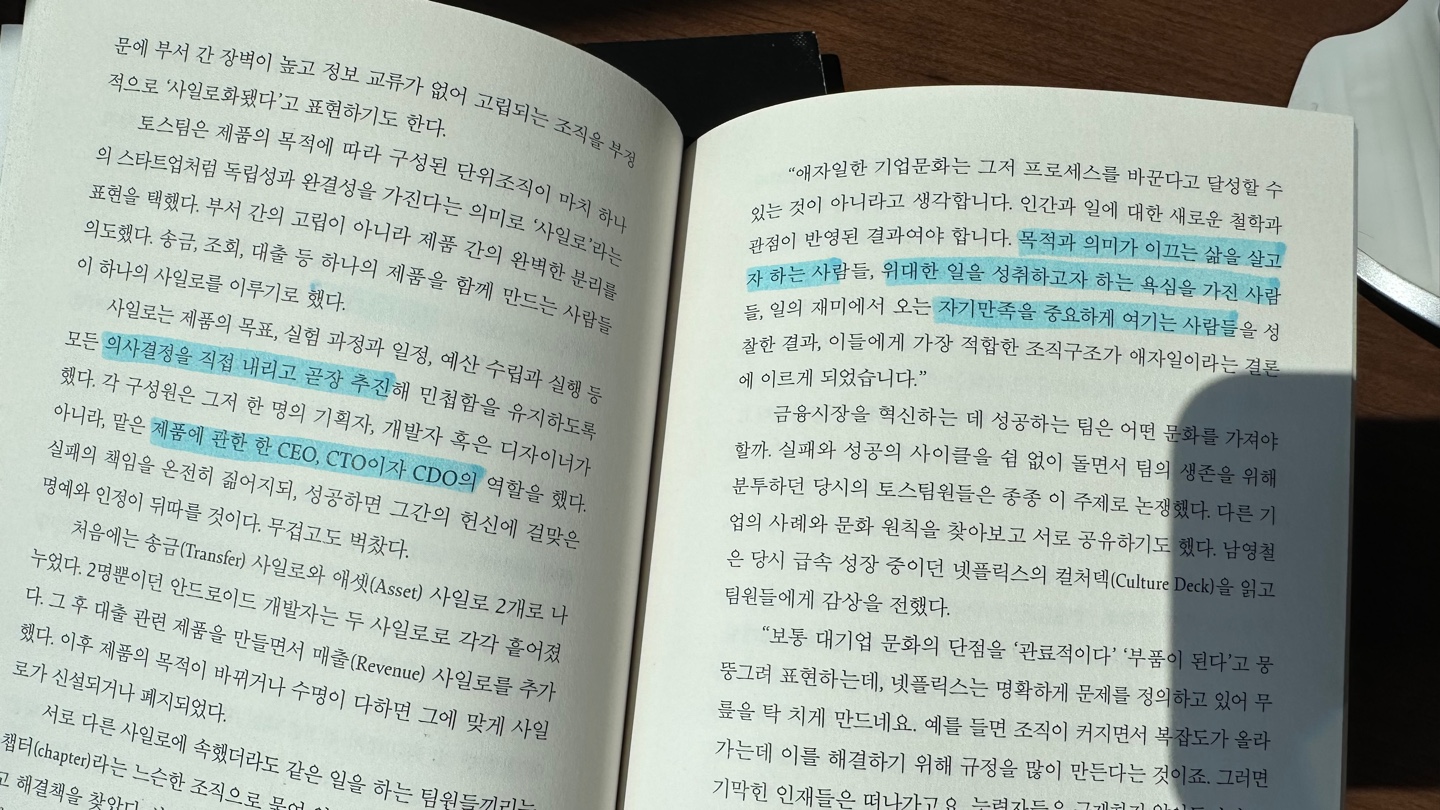 문에 부서 간 장벽이 높고 정보 교류가 없어 고립되는 조직을 부정
적으로 ‘사일로화됐다’고 표현하기도 한다.
토스팀은 제품의 목적에 따라 구성된 단위조직이 마치 하나
의 스타트업처럼 독립성과 완결성을 가진다는 의미로 ‘사일로’라는
표현을 택했다. 부서 간의 고립이 아니라 제품 간의 완벽한 분리를
의도했다. 송금, 조회, 대출 등 하나의 제품을 함께 만드는 사람들
이 하나의 사일로를 이루기로 했다.
사일로는 제품의 목표, 실험 과정과 일정, 예산 수립과 실행 등
모든 의사결정을 직접 내리고 곧장 추진해 민첩함을 유지하도록
했다. 각 구성원은 그저 한 명의 기획자, 개발자 혹은 디자이너가
아니라, 맡은 제품에 관한 한 CEO, CTO이자 CDO의 역할을 했다.
실패의 책임을 온전히 짊어지되, 성공하면 그간의 헌신에 걸맞은
명예와 인정이 뒤따를 것이다. 무겁고도 벅찼다.
처음에는 송금(Transfer) 사일로와 애셋(Asset) 사일로 2개로 나
누었다. 2명뿐이던 안드로이드 개발자는 두 사일로로 각각 흩어졌
다. 그 후 대출 관련 제품을 만들면서 매출(Revenue) 사일로를 추가
했다. 이후 제품의 목적이 바뀌거나 수명이 다하면 그에 맞게 사일
로가 신설되거나 폐지되었다.
서로 다른 사일로에 속했더라도 같은 일을 하는 팀원들끼리는
챕터(chapter)라는 느슨한 조직으로 묶여
고 해결책을 찾았다.
“애자일한 기업문화는 그저 프로세스를 바꾼다고 달성할 수
있는 것이 아니라고 생각합니다. 인간과 일에 대한 새로운 철학과
관점이 반영된 결과여야 합니다. 목적과 의미가 이끄는 삶을 살고
자 하는 사람들, 위대한 일을 성취하고자 하는 욕심을 가진 사람
들, 일의 재미에서 오는 자기만족을 중요하게 여기는 사람들을 성
찰한 결과, 이들에게 가장 적합한 조직구조가 애자일이라는 결론
에 이르게 되었습니다.”
금융시장을 혁신하는 데 성공하는 팀은 어떤 문화를 가져야
할까. 실패와 성공의 사이클을 쉼 없이 돌면서 팀의 생존을 위해
분투하던 당시의 토스팀원들은 종종 이 주제로 논쟁했다. 다른 기
업의 사례와 문화 원칙을 찾아보고 서로 공유하기도 했다. 남영철
은 당시 급속 성장 중이던 넷플릭스의 컬처덱(Culture Deck)을 읽고
팀원들에게 감상을 전했다.
“보통 대기업 문화의 단점을 ‘관료적이다’ ‘부품이 된다’고 뭉
뚱그려 표현하는데, 넷플릭스는 명확하게 문제를 정의하고 있어 무
릎을 탁 치게 만드네요. 예를 들면 조직이 커지면서 복잡도가 올라
가는데 이를 해결하기 위해 규정을 많이 만든다는 것이죠. 그러면
기막힌 인재들은 떠나가고요.